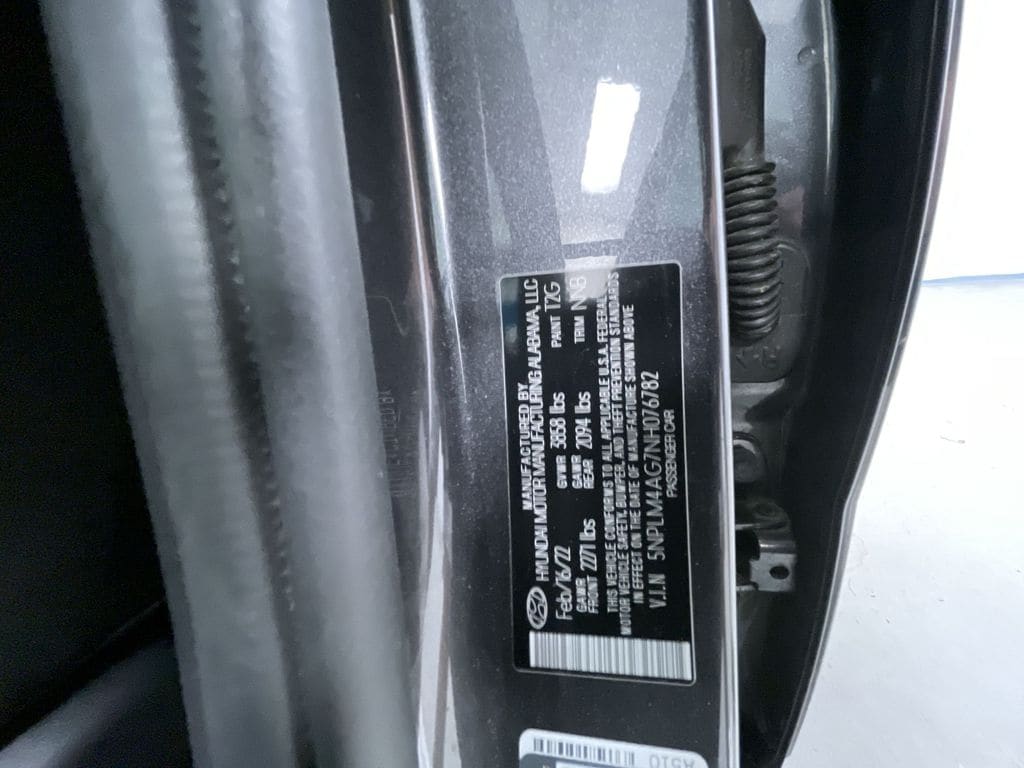 MANUFACTURED BY
HYUNDAI MOTOR MANUFACTURING ALABAMA, LLC
Feb/16/22 GVWR 3858 lbs PAINT T2G
GAWR FRONT 2271 lbs GAWR REAR 2094 lbs TRIM NNB
THIS VEHICLE CONFORMS TO ALL APPLICABLE U.S.A. FEDERAL
MOTOR VEHICLE SAFETY, BUMPER, AND THEFT PREVENTION STANDARDS
IN EFFECT ON THE DATE OF MANUFACTURE SHOWN ABOVE
V.I.N 5NPLM4AG7NH076782
PASSENGER CAR
A510